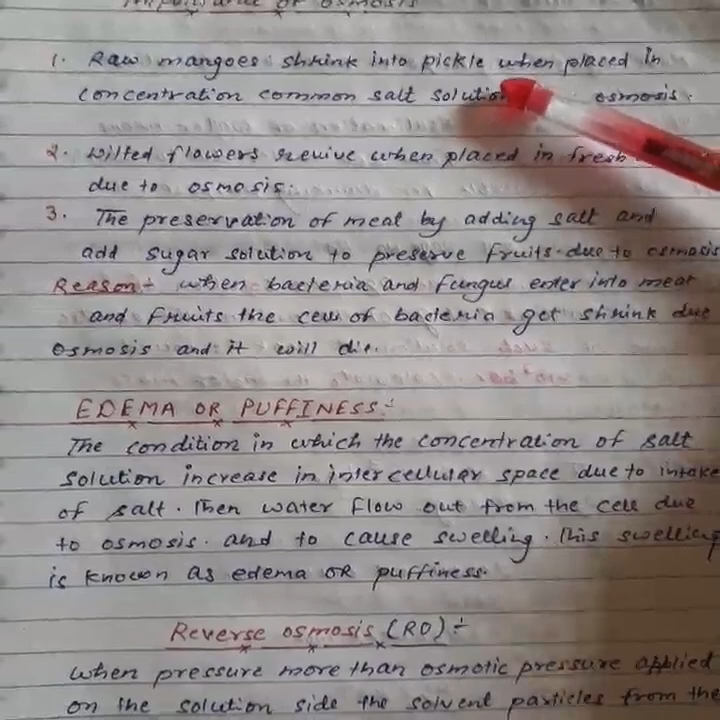 Importance of osmosis
1. Raw mangoes shrink into pickle when placed in
concentration common salt solution osmosis.
2. Wilted flowers revive when placed in fresh
due to osmosis.
3. The preservation of meat by adding salt and
add sugar solution to preserve fruits due to osmosis
Reason:- when bacteria and fungus enter into meat
and fruits the cell of bacteria get shrink due
osmosis and it will die.
EDEMA OR PUFFINESS:-
The condition in which the concentration of salt
solution increase in intercellular space due to intake
of salt. Then water flow out from the cell due
to osmosis. and to cause swelling. This swelling
is known as edema OR puffiness.
Reverse osmosis (RO):-
when pressure more than osmotic pressure applied
on the solution side the solvent particles from the